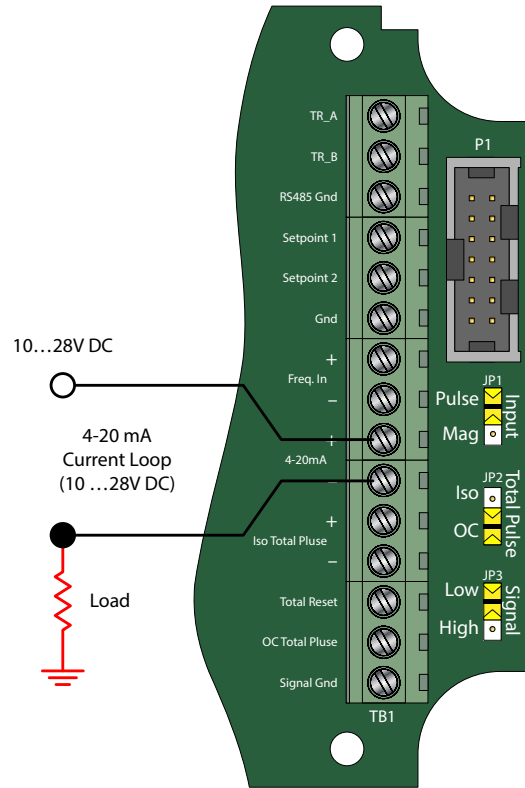 TR_A
TR_B
RS485 Gnd
Setpoint 1
Setpoint 2
Gnd
+
Freq. In
−
+
4-20mA
−
+
Iso Total Pluse
−
Total Reset
OC Total Pluse
Signal Gnd
TB1
P1
10…28V DC
4-20 mA
Current Loop
(10 …28V DC)
Load
JP1
Pulse
Mag
Input
JP2
Iso
OC
Total Pulse
JP3
Low
High
Signal